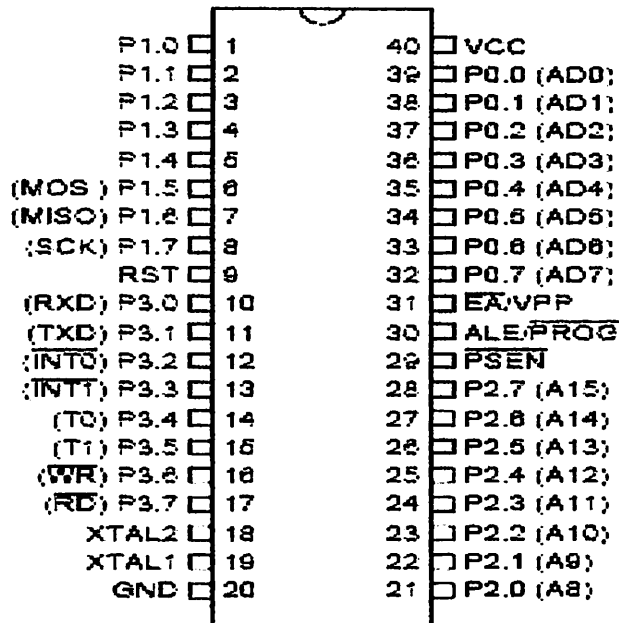 P1.0 1 40 VCC
P1.1 2 39 P0.0 (AD0)
P1.2 3 38 P0.1 (AD1)
P1.3 4 37 P0.2 (AD2)
P1.4 5 36 P0.3 (AD3)
(MOS ) P1.5 6 35 P0.4 (AD4)
(MISO) P1.6 7 34 P0.5 (AD5)
(SCK) P1.7 8 33 P0.6 (AD6)
RST 9 32 P0.7 (AD7)
(RXD) P3.0 10 31 E̅A̅/VPP
(TXD) P3.1 11 30 ALE/P̅R̅O̅G̅
(I̅N̅T̅0̅) P3.2 12 29 P̅S̅E̅N̅
(I̅N̅T̅1̅) P3.3 13 28 P2.7 (A15)
(T0) P3.4 14 27 P2.6 (A14)
(T1) P3.5 15 26 P2.5 (A13)
(W̅R̅) P3.6 16 25 P2.4 (A12)
(R̅D̅) P3.7 17 24 P2.3 (A11)
XTAL2 18 23 P2.2 (A10)
XTAL1 19 22 P2.1 (A9)
GND 20 21 P2.0 (A8)